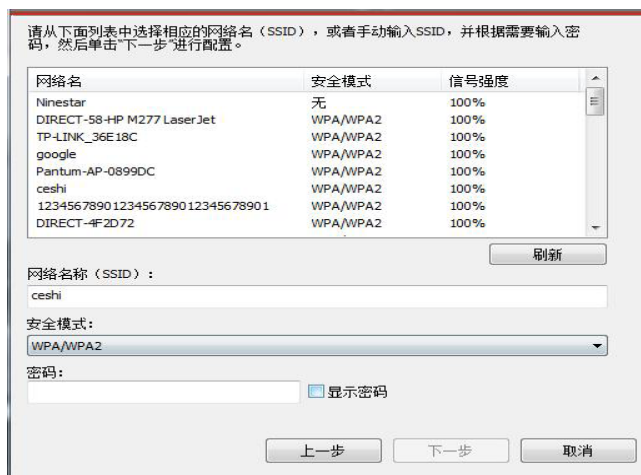 请从下面列表中选择相应的网络名（SSID），或者手动输入SSID，并根据需要输入密
码，然后单击"下一步"进行配置。
网络名 安全模式 信号强度
Ninestar 无 100%
DIRECT-58-HP M277 LaserJet WPA/WPA2 100%
TP-LINK_36E18C WPA/WPA2 100%
google WPA/WPA2 100%
Pantum-AP-0899DC WPA/WPA2 100%
ceshi WPA/WPA2 100%
1234567890123456789012345678901 WPA/WPA2 100%
DIRECT-4F2D72 WPA/WPA2 100%
刷新
网络名称（SSID）：
ceshi
安全模式：
WPA/WPA2
密码：
显示密码
上一步 下一步 取消